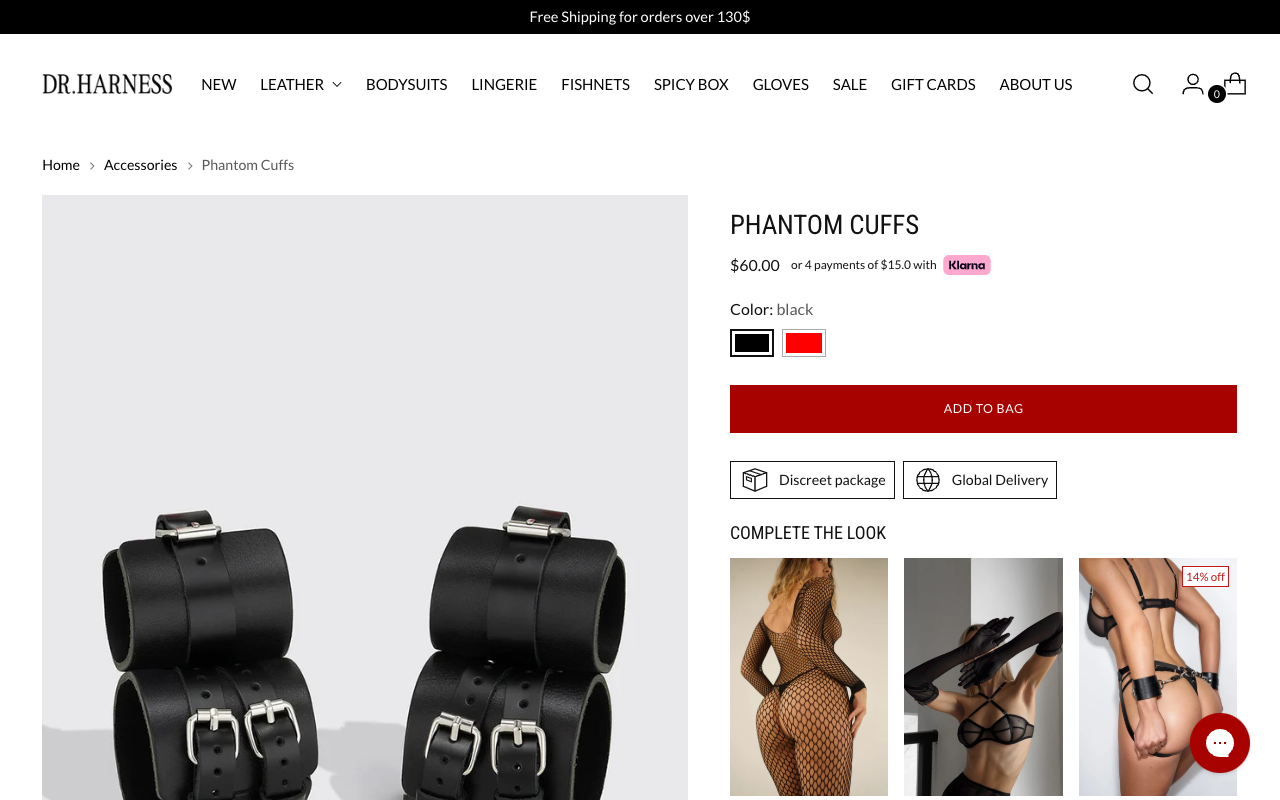 Free Shipping for orders over 130$
DR.HARNESS NEW LEATHER BODYSUITS LINGERIE FISHNETS SPICY BOX GLOVES SALE GIFT CARDS ABOUT US 0
Home Accessories Phantom Cuffs
PHANTOM CUFFS
$60.00 or 4 payments of $15.0 with Klarna
Color: black
ADD TO BAG
Discreet package Global Delivery
COMPLETE THE LOOK
14% off